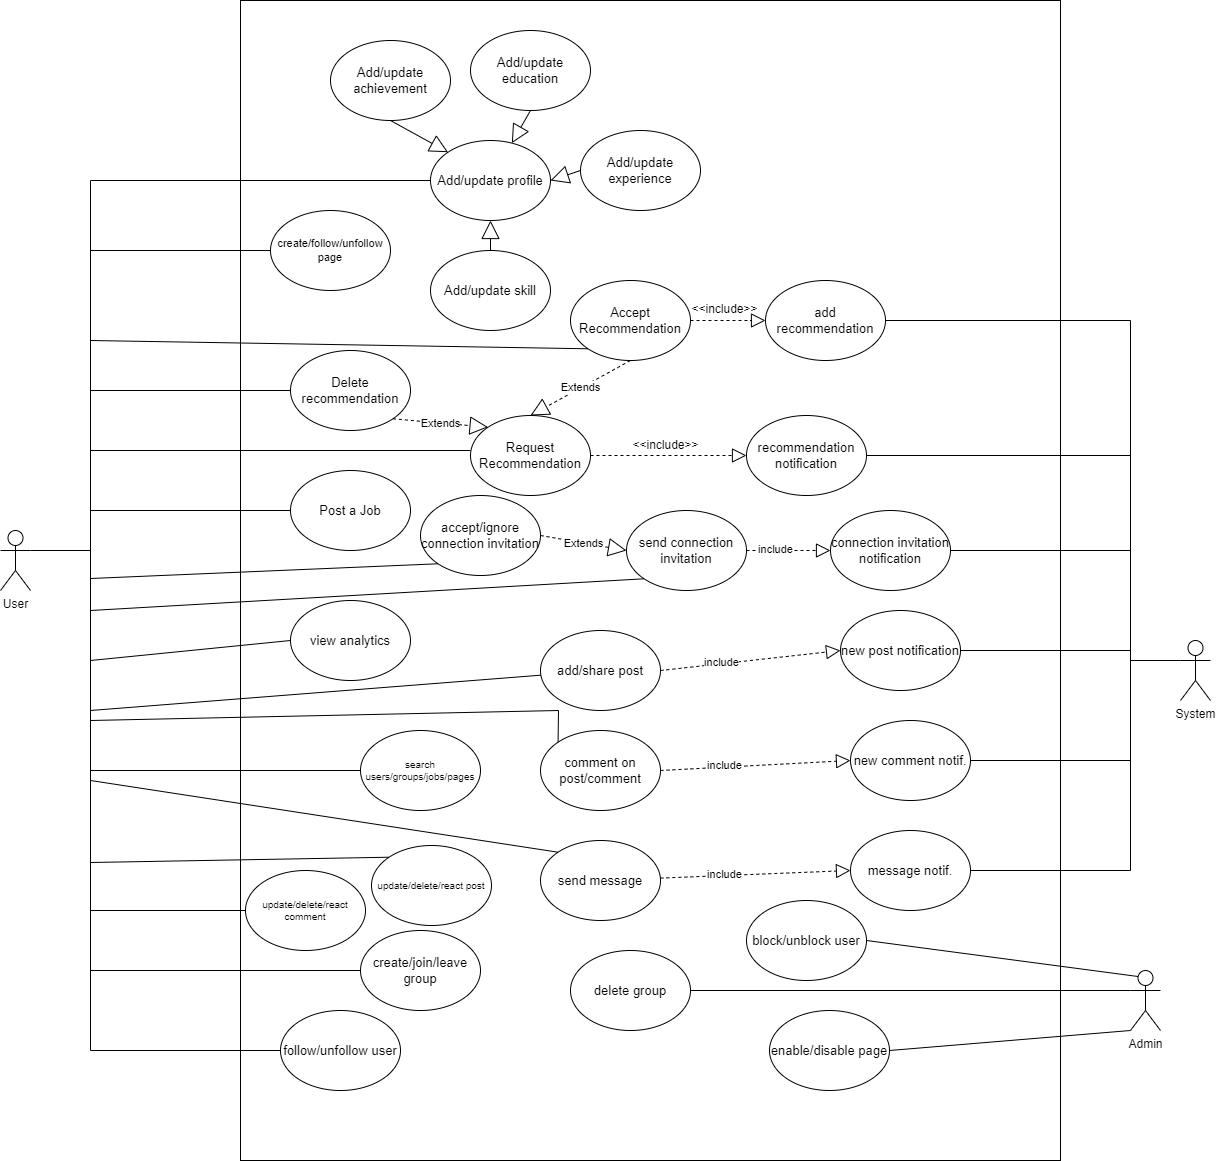 Add/update
education
Add/update
achievement
Add/update
experience
Add/update profile
create/follow/unfollow
page
Add/update skill
Accept
Recommendation
<<include>>
add
recommendation
Extends
Delete
recommendation
Extends
Request
Recommendation
<<include>>
recommendation
notification
Post a Job
accept/ignore
connection invitation
Extends
send connection
invitation
include
connection invitation
notification
User
view analytics
add/share post
include
new post notification
System
search
users/groups/jobs/pages
comment on
post/comment
include
new comment notif.
update/delete/react post
send message
include
message notif.
update/delete/react
comment
block/unblock user
create/join/leave
group
delete group
follow/unfollow user
enable/disable page
Admin